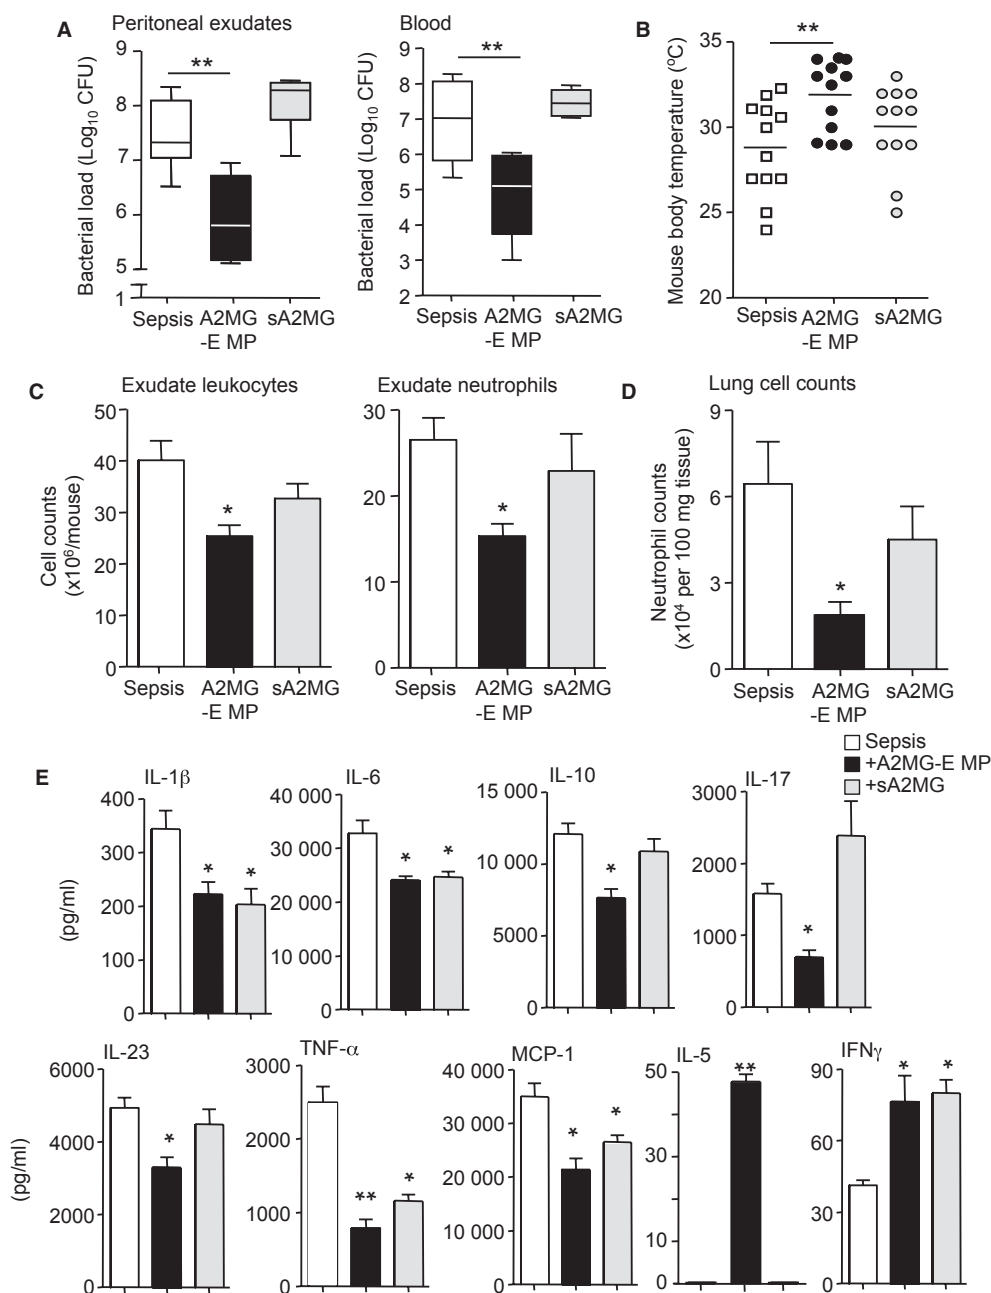 A
Peritoneal exudates
Blood
B
Bacterial load (Log10 CFU)
9
8
7
6
5
1
**
Sepsis A2MG sA2MG
-E MP
Bacterial load (Log10 CFU)
9
8
7
6
5
4
3
2
**
Sepsis A2MG sA2MG
-E MP
Mouse body temperature (°C)
35
30
25
20
**
Sepsis A2MG sA2MG
-E MP
C
Exudate leukocytes
Exudate neutrophils
D
Lung cell counts
Cell counts
(x10⁶/mouse)
50
40
30
20
10
0
*
Sepsis A2MG sA2MG
-E MP
30
20
10
0
*
Sepsis A2MG sA2MG
-E MP
Neutrophil counts
(x10⁴ per 100 mg tissue)
9
6
3
0
*
Sepsis A2MG sA2MG
-E MP
Sepsis
+A2MG-E MP
+sA2MG
E
IL-1β
(pg/ml)
400
300
200
100
0
*
*
IL-6
40 000
30 000
20 000
10 000
0
*
*
IL-10
15 000
10 000
5000
0
*
IL-17
3000
2000
1000
0
*
IL-23
(pg/ml)
6000
4000
2000
0
*
TNF-α
3000
2000
1000
0
**
*
MCP-1
40 000
30 000
20 000
10 000
0
*
*
IL-5
50
30
10
0
**
IFNγ
90
60
30
0
*
*